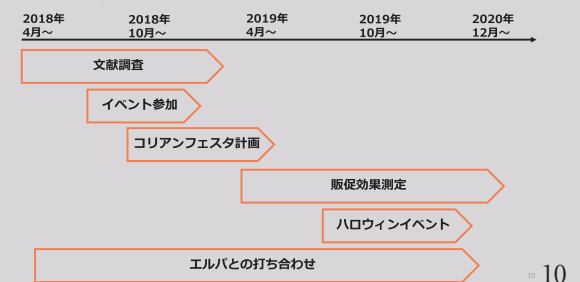 2018年 2018年 2019年 2019年 2020年
4月～ 10月～ 4月～ 10月～ 12月～
文献調査
イベント参加
コリアンフェスタ計画
販促効果測定
ハロウィンイベント
エルパとの打ち合わせ
10 10